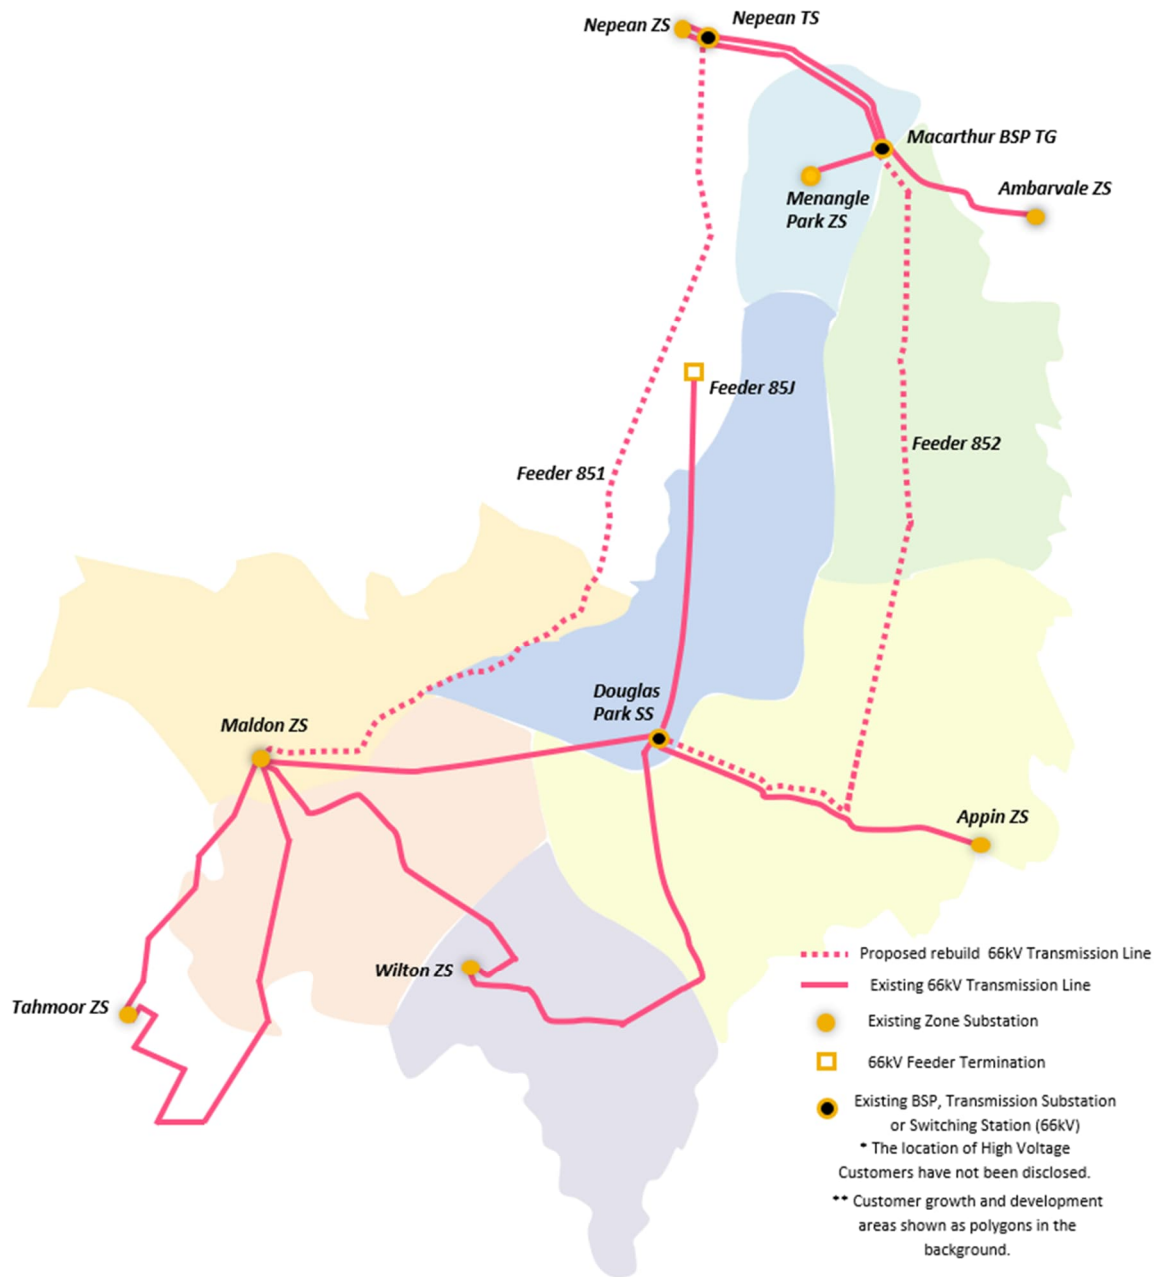 Nepean ZS
Nepean TS
Macarthur BSP TG
Ambarvale ZS
Menangle
Park ZS
Feeder 85J
Feeder 852
Feeder 851
Douglas
Park SS
Maldon ZS
Appin ZS
Wilton ZS
Tahmoor ZS
Proposed rebuild 66kV Transmission Line
Existing 66kV Transmission Line
Existing Zone Substation
66kV Feeder Termination
Existing BSP, Transmission Substation
or Switching Station (66kV)
* The location of High Voltage
Customers have not been disclosed.
** Customer growth and development
areas shown as polygons in the
background.